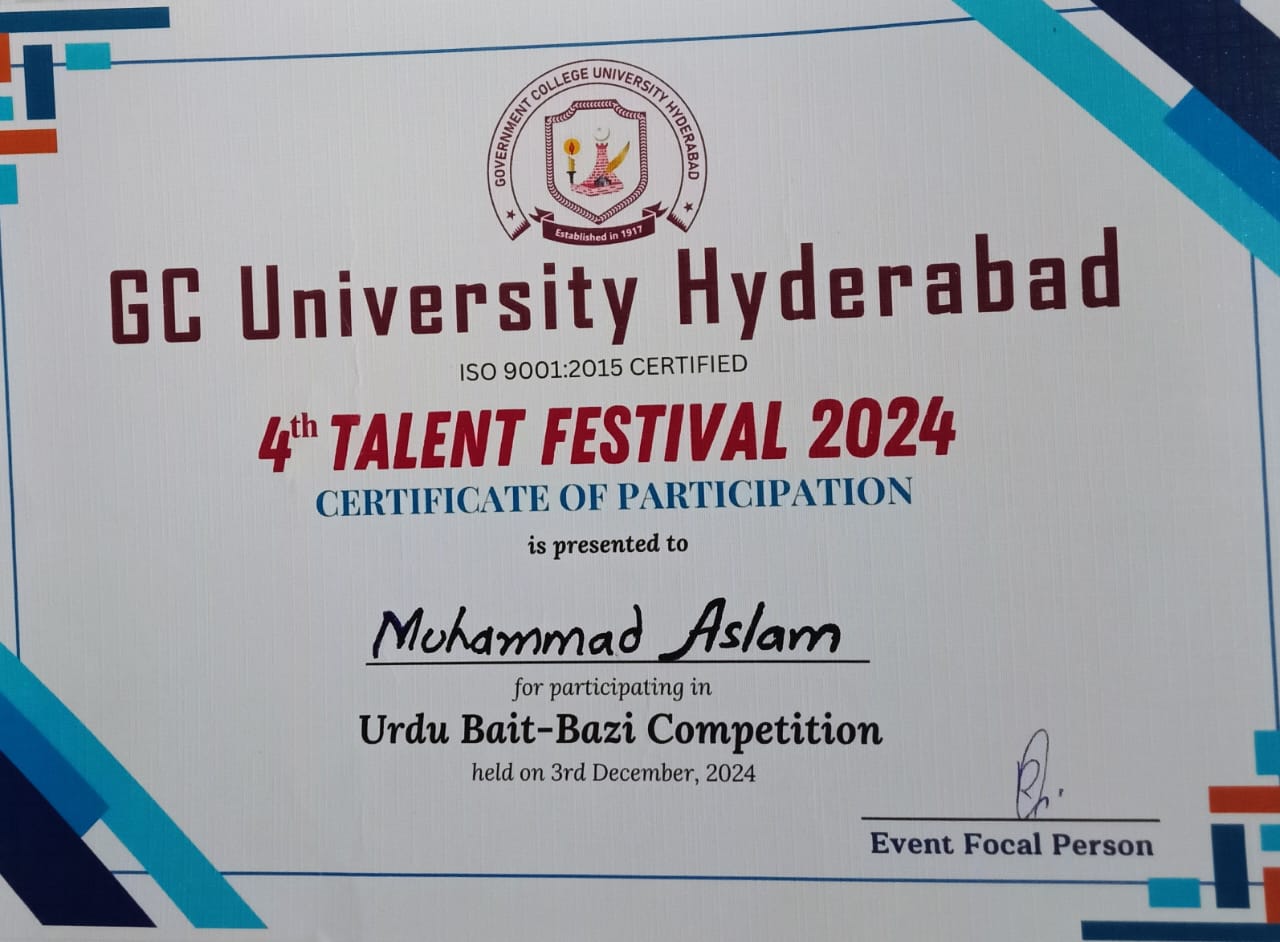 GOVERNMENT COLLEGE UNIVERSITY HYDERABAD
Established in 1917
GC University Hyderabad
ISO 9001:2015 CERTIFIED
4th TALENT FESTIVAL 2024
CERTIFICATE OF PARTICIPATION
is presented to
Muhammad Aslam
for participating in
Urdu Bait-Bazi Competition
held on 3rd December, 2024
Event Focal Person